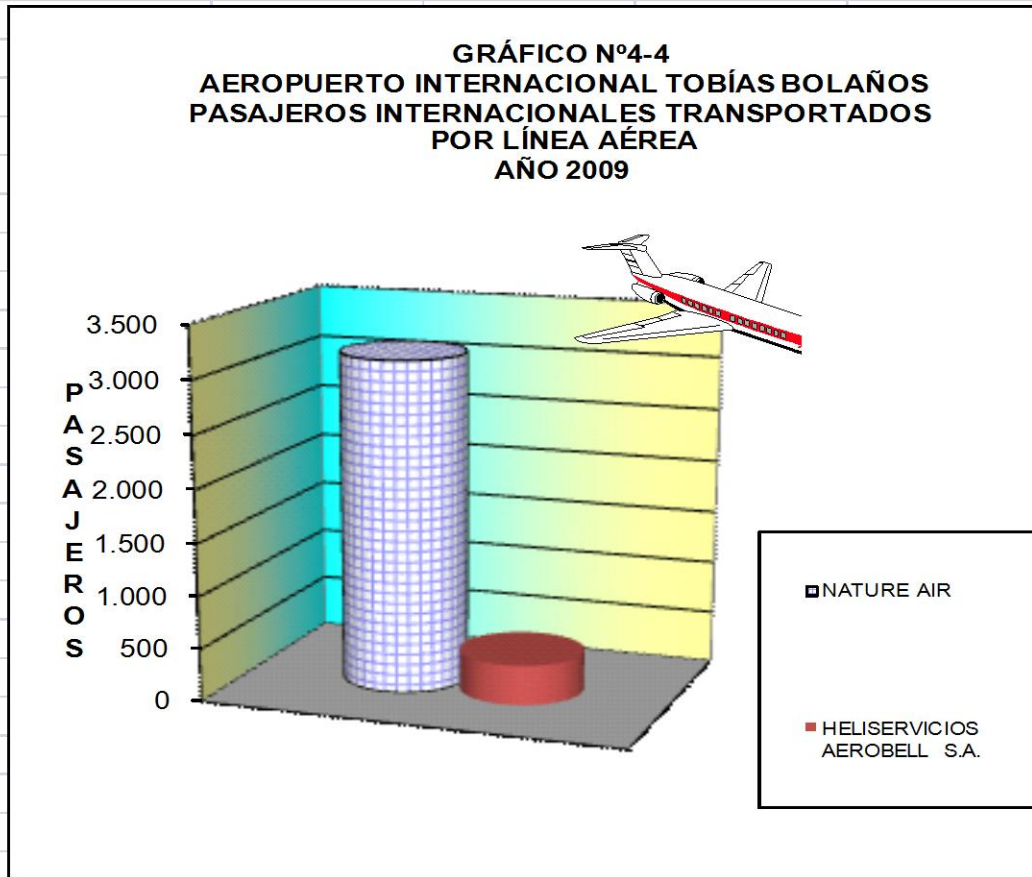 GRÁFICO Nº4-4
AEROPUERTO INTERNACIONAL TOBÍAS BOLAÑOS
PASAJEROS INTERNACIONALES TRANSPORTADOS
POR LÍNEA AÉREA
AÑO 2009
PASAJEROS
3.500
3.000
2.500
2.000
1.500
1.000
500
0
NATURE AIR
HELISERVICIOS
AEROBELL S.A.